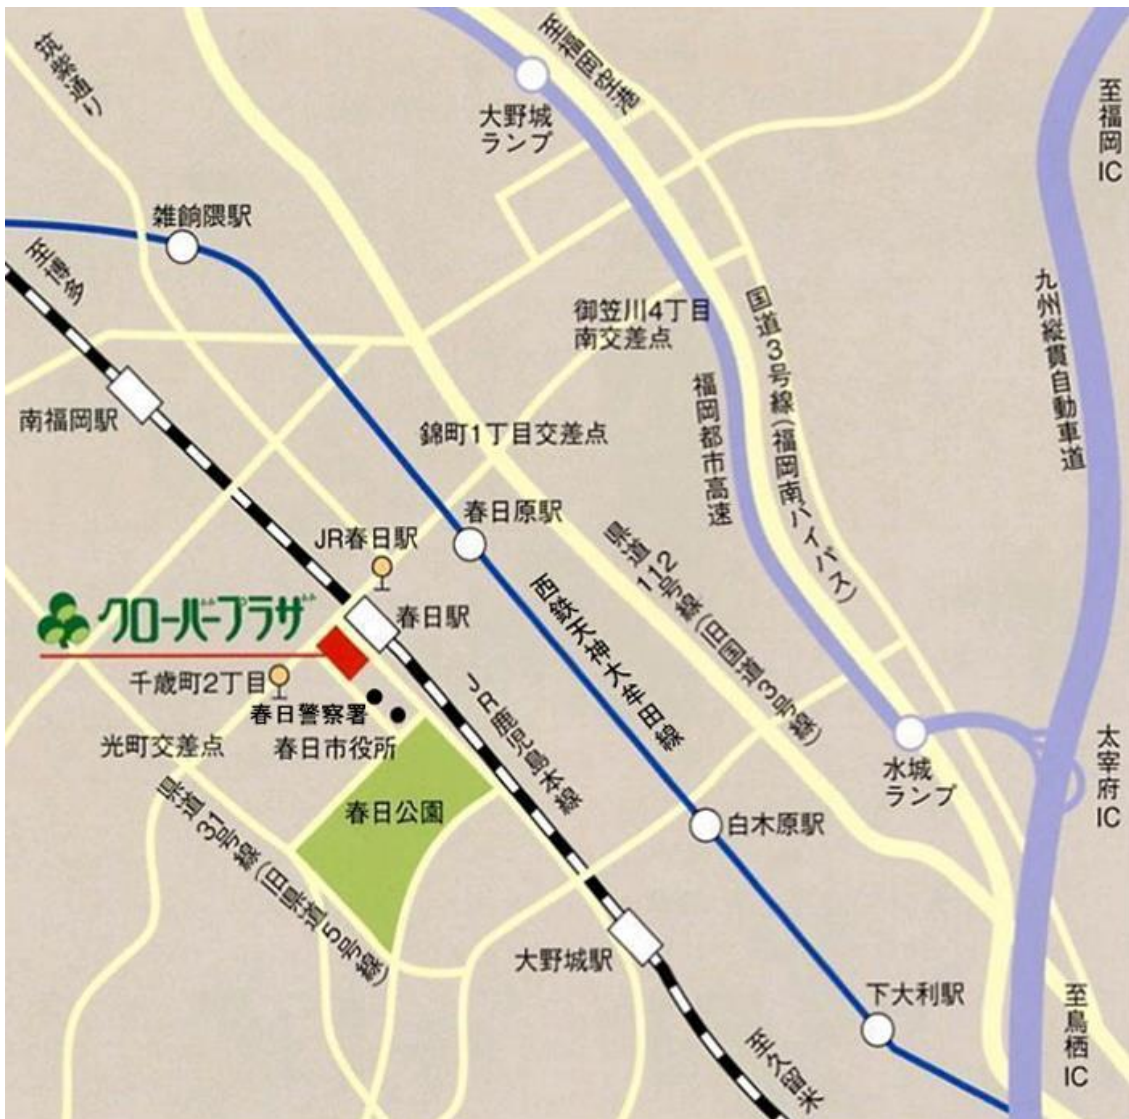 筑紫通り
至福岡空港
大野城
ランプ
至福岡IC
雑餉隈駅
至博多
御笠川4丁目
南交差点
国道3号線(福岡南バイパス)
九州縦貫自動車道
福岡都市高速
南福岡駅
錦町1丁目交差点
春日原駅
JR春日駅
県道112号線(旧国道3号線)
西鉄天神大牟田線
クローバープラザ
春日駅
千歳町2丁目
春日警察署
JR鹿児島本線
光町交差点
春日市役所
水城
ランプ
太宰府IC
県道31号線(旧県道5号線)
春日公園
白木原駅
大野城駅
下大利駅
至鳥栖IC
至久留米